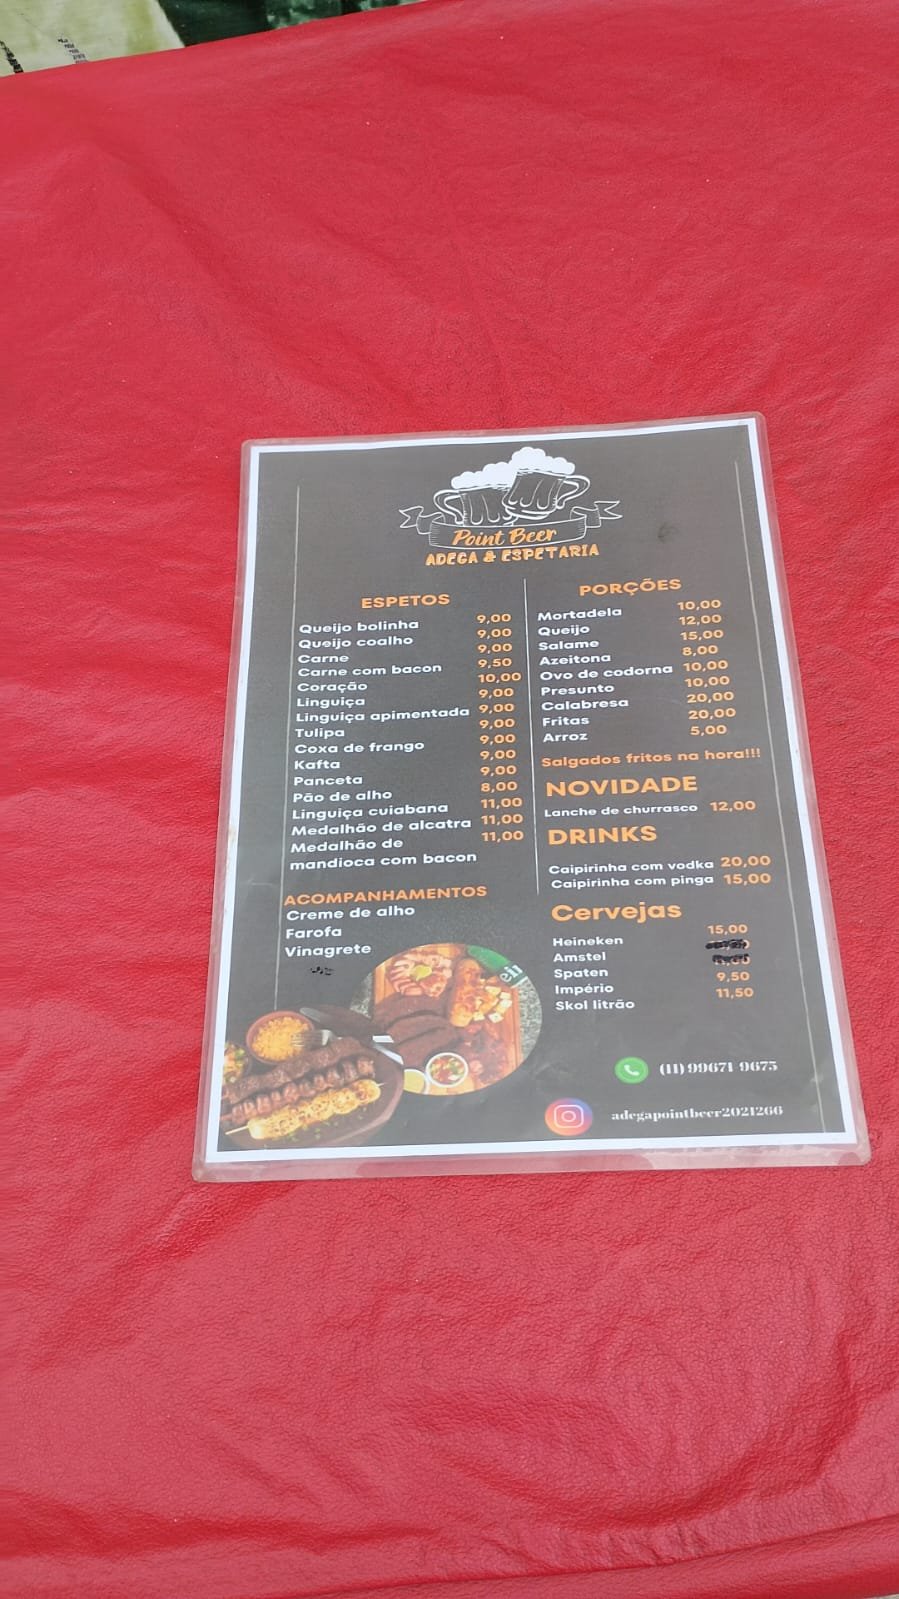 Point Beer
ADEGA & ESPETARIA
ESPETOS
Queijo bolinha 9,00
Queijo coalho 9,00
Carne 9,00
Carne com bacon 9,50
Coração 10,00
Linguiça 9,00
Linguiça apimentada 9,00
Tulipa 9,00
Coxa de frango 9,00
Kafta 9,00
Panceta 9,00
Pão de alho 8,00
Linguiça cuiabana 11,00
Medalhão de alcatra 11,00
Medalhão de 11,00
mandioca com bacon
ACOMPANHAMENTOS
Creme de alho
Farofa
Vinagrete
PORÇÕES
Mortadela 10,00
Queijo 12,00
Salame 15,00
Azeitona 8,00
Ovo de codorna 10,00
Presunto 10,00
Calabresa 20,00
Fritas 20,00
Arroz 5,00
Salgados fritos na hora!!!
NOVIDADE
Lanche de churrasco 12,00
DRINKS
Caipirinha com vodka 20,00
Caipirinha com pinga 15,00
Cervejas
Heineken 15,00
Amstel
Spaten
Império 9,50
Skol litrão 11,50
(11) 99671-9675
adegapointbeer2021266